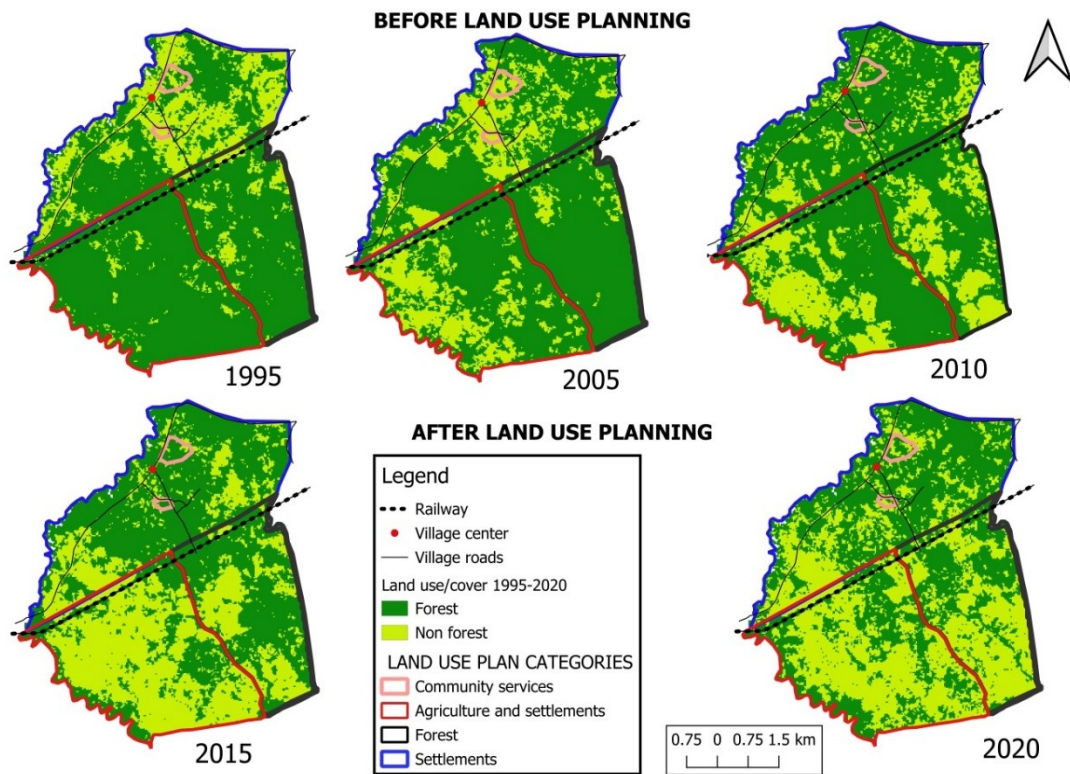 BEFORE LAND USE PLANNING
1995
2005
2010
AFTER LAND USE PLANNING
Legend
Railway
Village center
Village roads
Land use/cover 1995-2020
Forest
Non forest
LAND USE PLAN CATEGORIES
Community services
Agriculture and settlements
Forest
Settlements
2015
0.75 0 0.75 1.5 km
2020